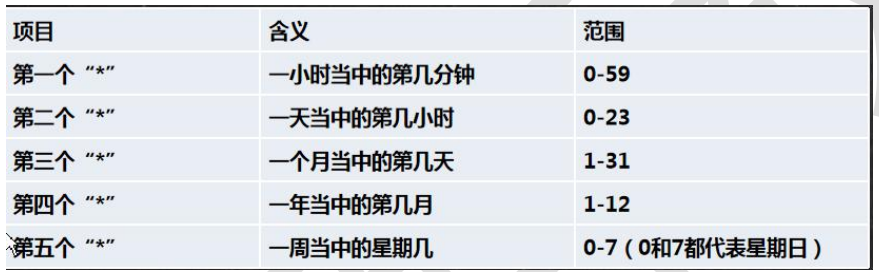 项目 含义 范围
第一个 “*” 一小时当中的第几分钟 0-59
第二个 “*” 一天当中的第几小时 0-23
第三个 “*” 一个月当中的第几天 1-31
第四个 “*” 一年当中的第几月 1-12
第五个 “*” 一周当中的星期几 0-7（0和7都代表星期日）